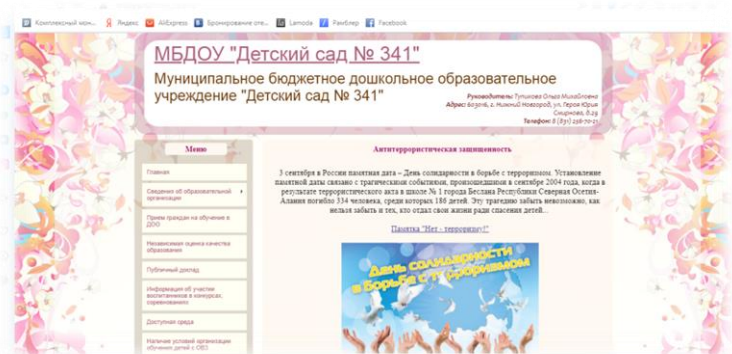 Комплексный мон...
Яндекс
AliExpress
Бронирование оте...
Lamoda
Рамблер
Facebook
МБДОУ "Детский сад № 341"
Муниципальное бюджетное дошкольное образовательное
учреждение "Детский сад № 341"
Руководитель: Тупикова Ольга Михайловна
Адрес: 603016, г. Нижний Новгород, ул. Героя Юрия
Смирнова, д.29
Телефон: 8 (831) 256-70-21
Меню
Главная
Сведения об образовательной
организации
Прием граждан на обучение в
ДОО
Независимая оценка качества
образования
Публичный доклад
Информация об участии
воспитанников в конкурсах,
соревнованиях
Доступная среда
Наличие условий организации
обучения детей с ОВЗ
Антитеррористическая защищенность
3 сентября в России памятная дата – День солидарности в борьбе с терроризмом. Установление
памятной даты связано с трагическими событиями, произошедшими в сентябре 2004 года, когда в
результате террористического акта в школе № 1 города Беслана Республики Северная Осетия-
Алания погибло 334 человека, среди которых 186 детей. Эту трагедию забыть невозможно, как
нельзя забыть и тех, кто отдал свои жизни ради спасения детей...
Памятка "Нет - терроризму!"
День солидарности
в борьбе с терроризмом